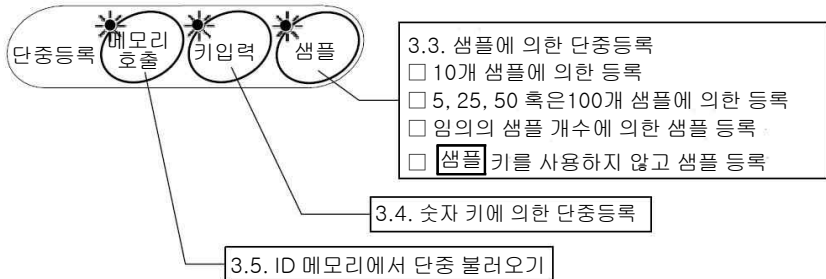 단중등록
메모리
호출
키입력
샘플
3.3. 샘플에 의한 단중등록
□ 10개 샘플에 의한 등록
□ 5, 25, 50 혹은100개 샘플에 의한 등록
□ 임의의 샘플 개수에 의한 샘플 등록
□ 샘플 키를 사용하지 않고 샘플 등록
3.4. 숫자 키에 의한 단중등록
3.5. ID 메모리에서 단중 불러오기